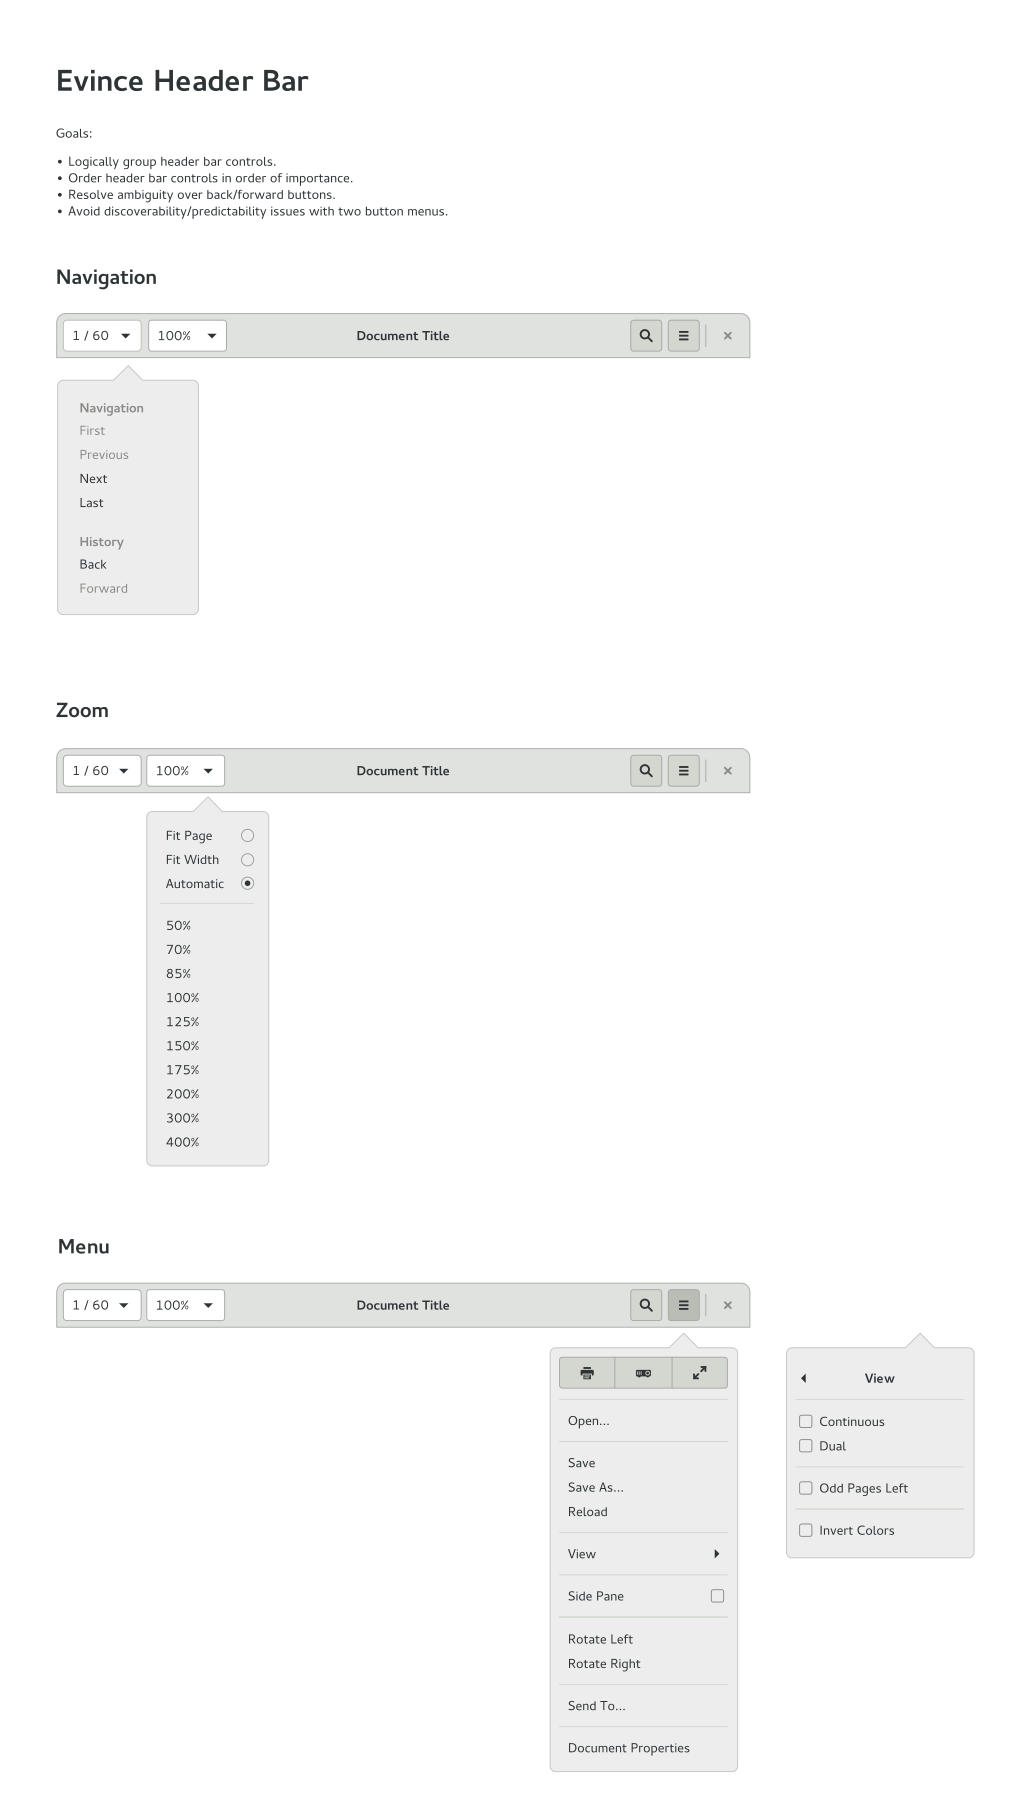 Evince Header Bar
Goals:
• Logically group header bar controls.
• Order header bar controls in order of importance.
• Resolve ambiguity over back/forward buttons.
• Avoid discoverability/predictability issues with two button menus.
Navigation
1 / 60 100% Document Title
Navigation
First
Previous
Next
Last
History
Back
Forward
Zoom
1 / 60 100% Document Title
Fit Page
Fit Width
Automatic
50%
70%
85%
100%
125%
150%
175%
200%
300%
400%
Menu
1 / 60 100% Document Title
Open...
Save
Save As...
Reload
View
Side Pane
Rotate Left
Rotate Right
Send To...
Document Properties
View
Continuous
Dual
Odd Pages Left
Invert Colors